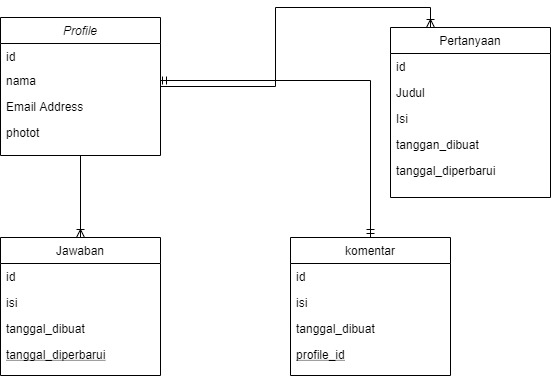 Profile
id
nama
Email Address
photot
Pertanyaan
id
Judul
Isi
tanggan_dibuat
tanggal_diperbarui
Jawaban
id
isi
tanggal_dibuat
tanggal_diperbarui
komentar
id
isi
tanggal_dibuat
profile_id